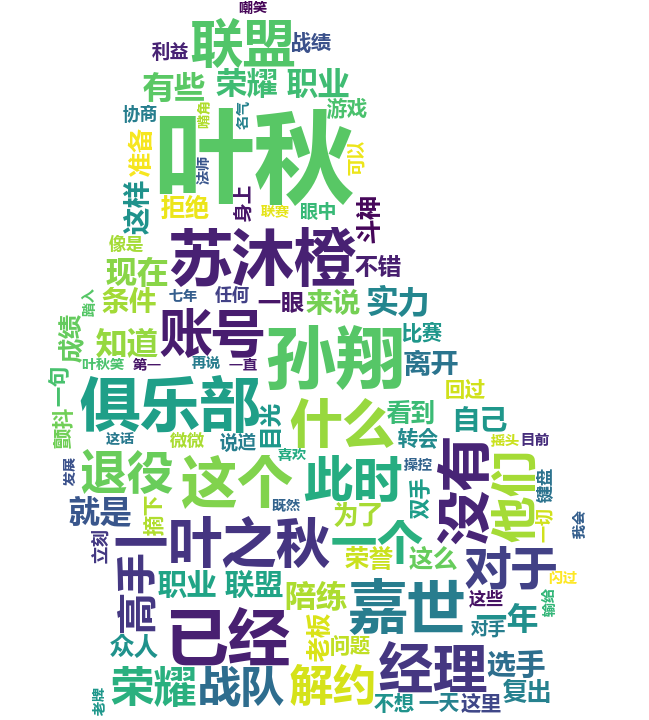 嘲笑
联盟
战绩
利益
有些
荣耀 职业
协商
嘴角
名气
游戏
叶秋
准备
法师
可以
这样
拒绝
身上
联赛
眼中
斗神
像是
苏沐橙
不错
现在
踏入
条件
七年
任何
一眼
来说
实力
成绩
知道
账号
孙翔
比赛
叶秋笑
第一
再说
一直
离开
一句
俱乐部
目光
什么
看到
回过
自己
颤抖
这话
微微
说道
喜欢
转会
没有
摇头
目前
发展
退役
这个
此时
操控
他们
键盘
就是
摘下
既然
为了
双手
一切
我会
立刻
高手
一叶之秋
一个
荣誉
这么
对于
闪过
职业 联盟
陪练
嘉世
这些
输给
众人
已经
老板
问题
对手
一年
经理
选手
老牌
荣耀
战队
解约
不想
一天
这里
复出